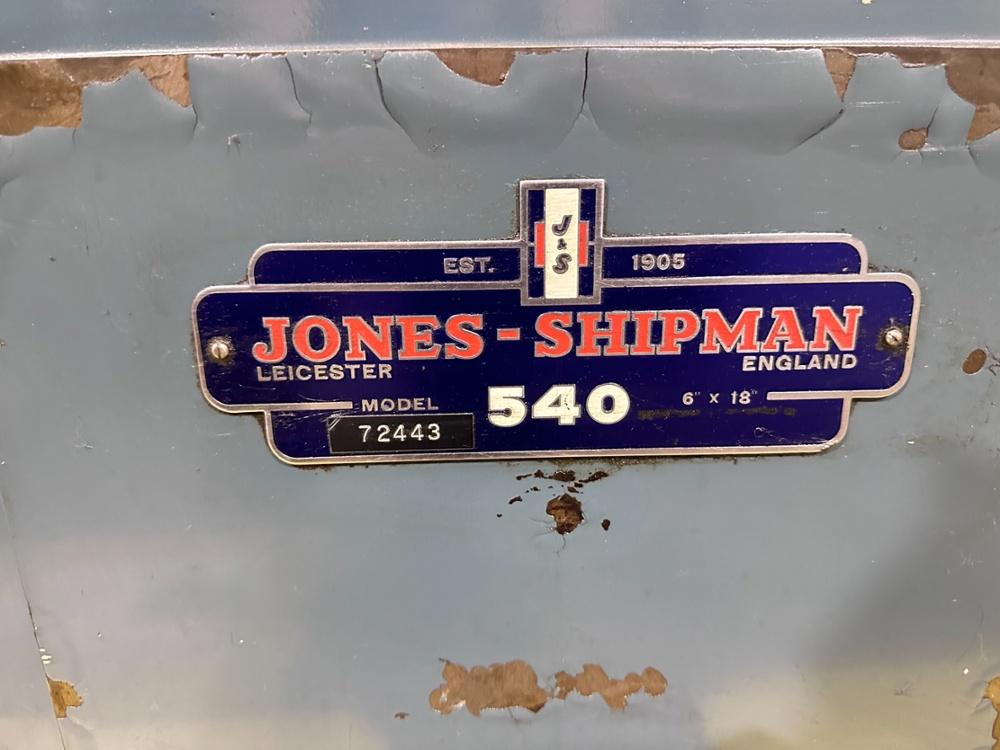 J&S
EST. 1905
JONES-SHIPMAN
LEICESTER ENGLAND
MODEL 540 6" x 18"
72443